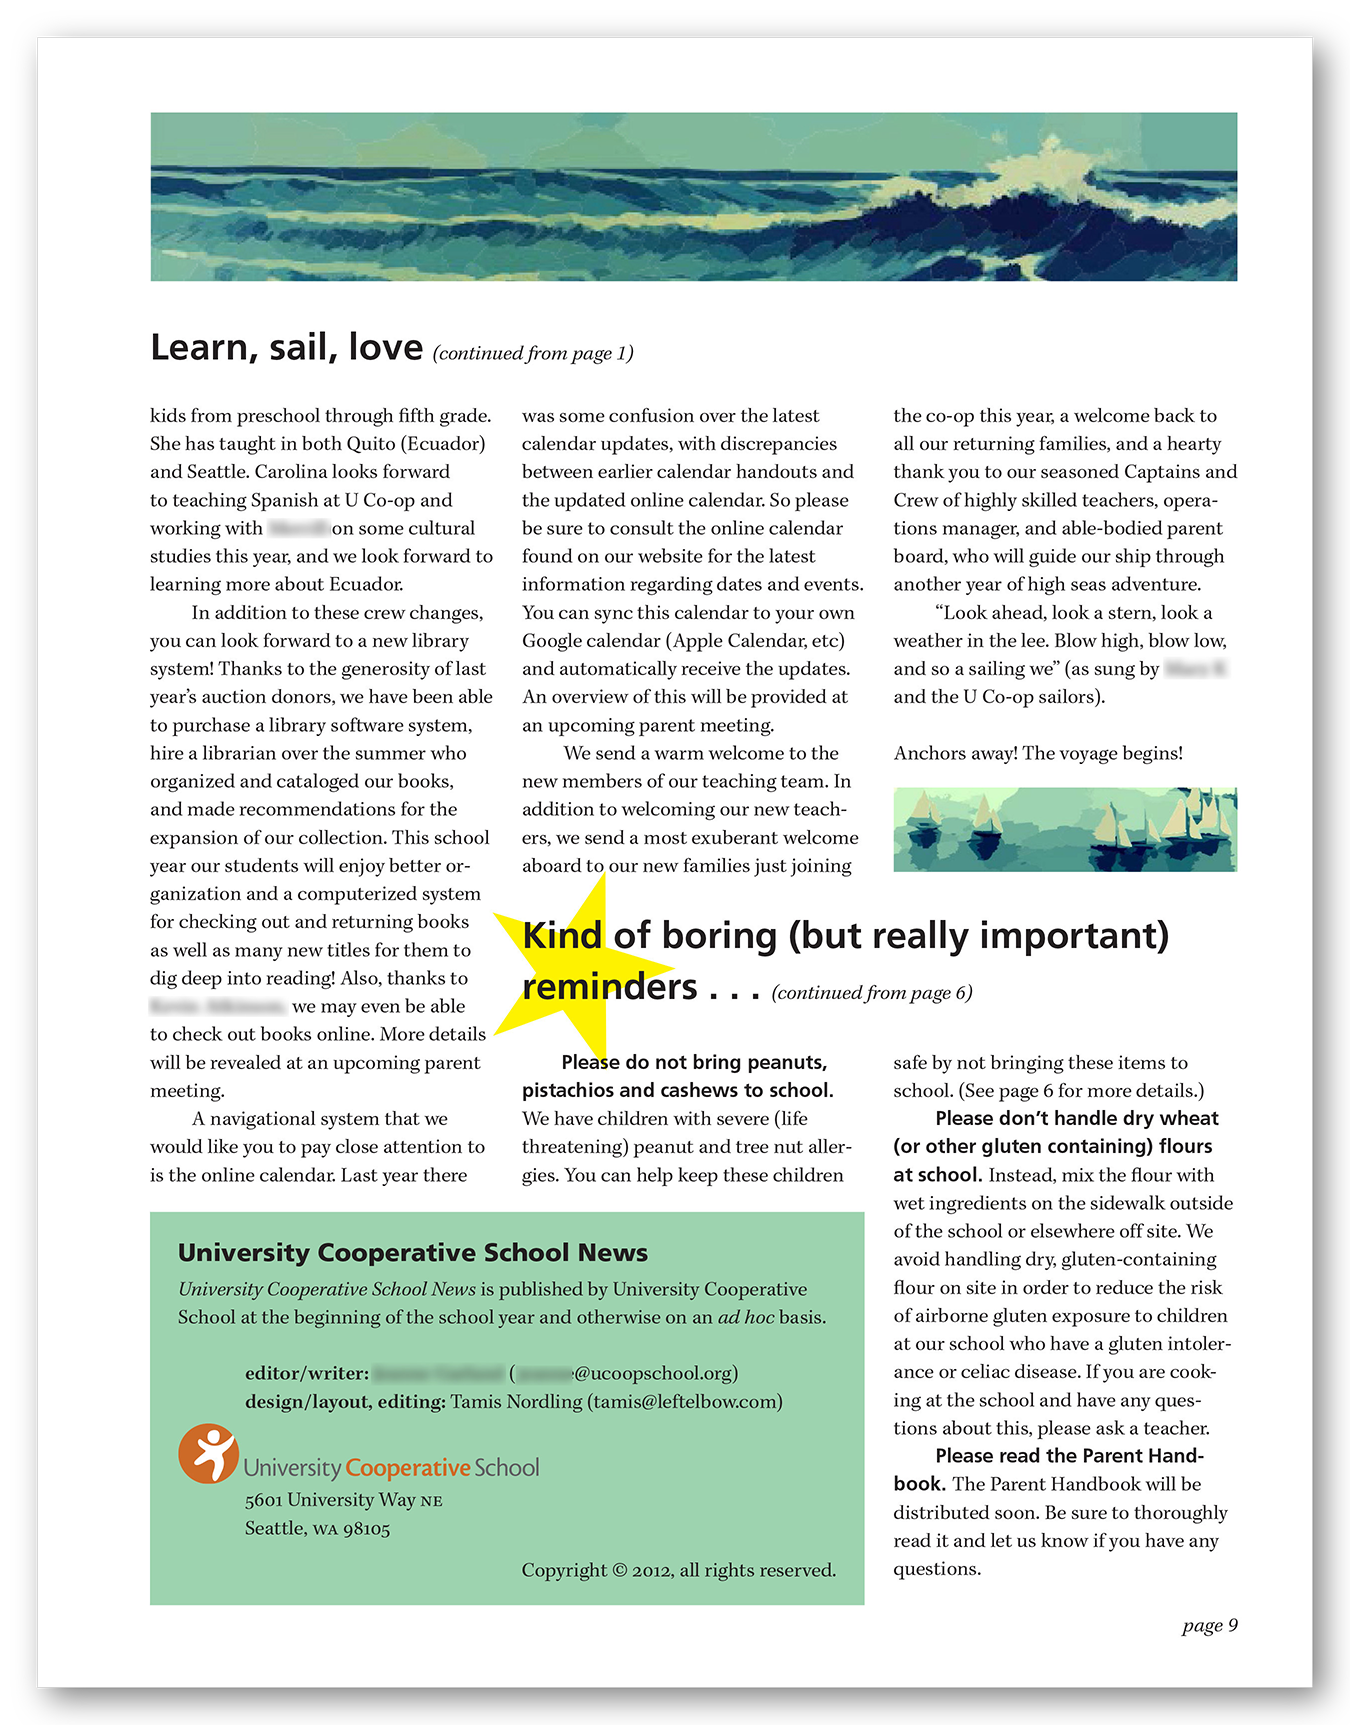 Learn, sail, love (continued from page 1)
kids from preschool through fifth grade.
She has taught in both Quito (Ecuador)
and Seattle. Carolina looks forward
to teaching Spanish at U Co-op and
working with on some cultural
studies this year, and we look forward to
learning more about Ecuador.
In addition to these crew changes,
you can look forward to a new library
system! Thanks to the generosity of last
year’s auction donors, we have been able
to purchase a library software system,
hire a librarian over the summer who
organized and cataloged our books,
and made recommendations for the
expansion of our collection. This school
year our students will enjoy better or-
ganization and a computerized system
for checking out and returning books
as well as many new titles for them to
dig deep into reading! Also, thanks to
we may even be able
to check out books online. More details
will be revealed at an upcoming parent
meeting.
A navigational system that we
would like you to pay close attention to
is the online calendar. Last year there
was some confusion over the latest
calendar updates, with discrepancies
between earlier calendar handouts and
the updated online calendar. So please
be sure to consult the online calendar
found on our website for the latest
information regarding dates and events.
You can sync this calendar to your own
Google calendar (Apple Calendar, etc)
and automatically receive the updates.
An overview of this will be provided at
an upcoming parent meeting.
We send a warm welcome to the
new members of our teaching team. In
addition to welcoming our new teach-
ers, we send a most exuberant welcome
aboard to our new families just joining
the co-op this year, a welcome back to
all our returning families, and a hearty
thank you to our seasoned Captains and
Crew of highly skilled teachers, opera-
tions manager, and able-bodied parent
board, who will guide our ship through
another year of high seas adventure.
“Look ahead, look a stern, look a
weather in the lee. Blow high, blow low,
and so a sailing we” (as sung by
and the U Co-op sailors).
Anchors away! The voyage begins!
Kind of boring (but really important)
reminders . . . (continued from page 6)
Please do not bring peanuts,
pistachios and cashews to school.
We have children with severe (life
threatening) peanut and tree nut aller-
gies. You can help keep these children
safe by not bringing these items to
school. (See page 6 for more details.)
Please don’t handle dry wheat
(or other gluten containing) flours
at school. Instead, mix the flour with
wet ingredients on the sidewalk outside
of the school or elsewhere off site. We
avoid handling dry, gluten-containing
flour on site in order to reduce the risk
of airborne gluten exposure to children
at our school who have a gluten intoler-
ance or celiac disease. If you are cook-
ing at the school and have any ques-
tions about this, please ask a teacher.
Please read the Parent Hand-
book. The Parent Handbook will be
distributed soon. Be sure to thoroughly
read it and let us know if you have any
questions.
University Cooperative School News
University Cooperative School News is published by University Cooperative
School at the beginning of the school year and otherwise on an ad hoc basis.
editor/writer: ( @ucoopschool.org)
design/layout, editing: Tamis Nordling (tamis@leftelbow.com)
University Cooperative School
5601 University Way NE
Seattle, WA 98105
Copyright © 2012, all rights reserved.
page 9